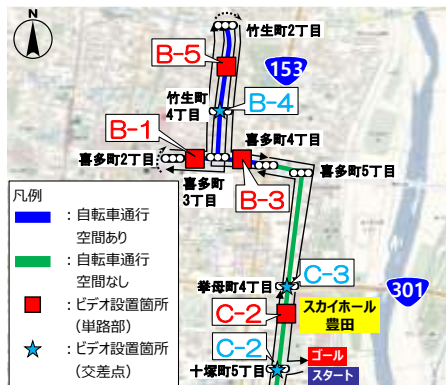 N
竹生町2丁目
B-5
153
竹生町
4丁目
B-4
B-1
喜多町4丁目
喜多町2丁目
喜多町5丁目
喜多町
3丁目
B-3
凡例
：自転車通行
空間あり
：自転車通行
空間なし
：ビデオ設置箇所
（単路部）
：ビデオ設置箇所
（交差点）
C-3
挙母町4丁目
301
C-2
スカイホール
豊田
C-2
ゴール
十塚町5丁目
スタート